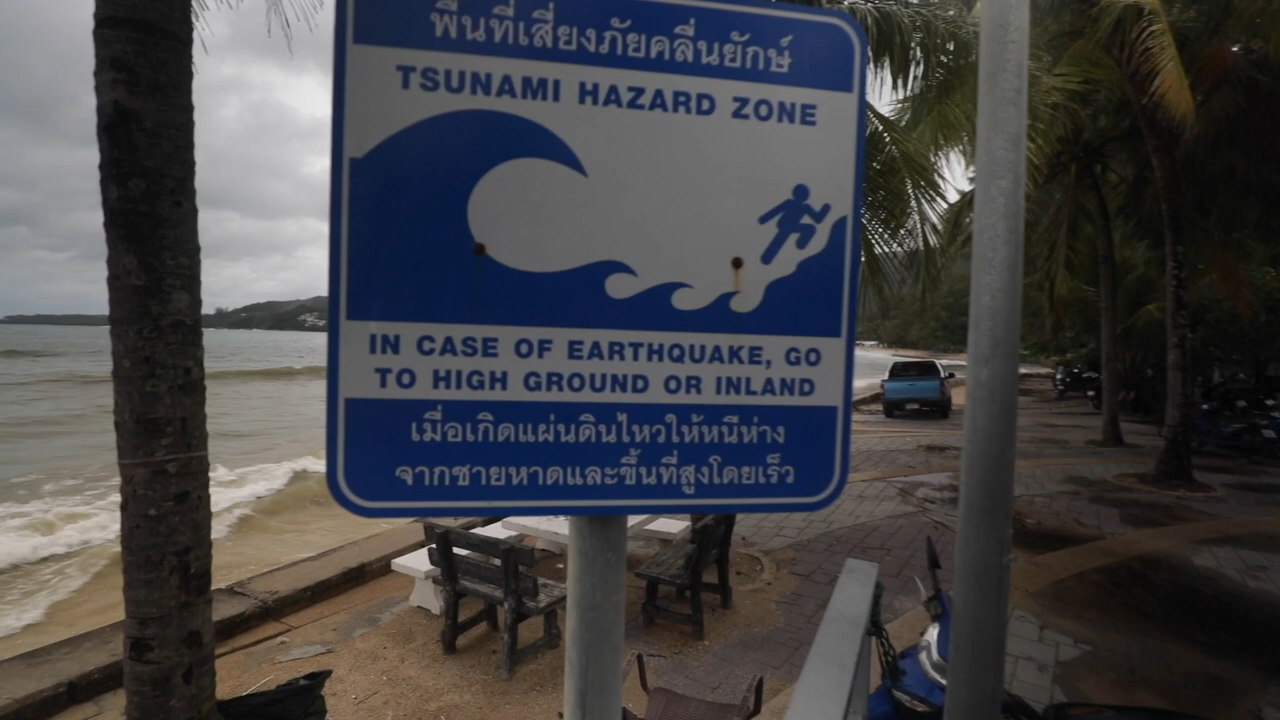 พื้นที่เสี่ยงภัยคลื่นยักษ์
TSUNAMI HAZARD ZONE
IN CASE OF EARTHQUAKE, GO
TO HIGH GROUND OR INLAND
เมื่อเกิดแผ่นดินไหวให้หนีห่าง
จากชายหาดและขึ้นที่สูงโดยเร็ว